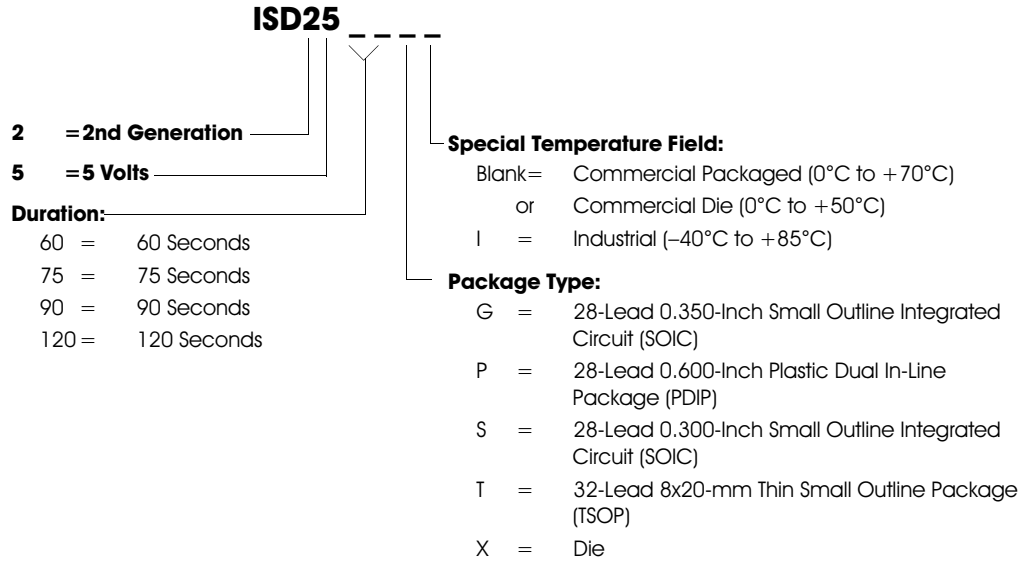 ISD25 _ _ _ _
2 =2nd Generation
5 =5 Volts
Duration:
60 = 60 Seconds
75 = 75 Seconds
90 = 90 Seconds
120= 120 Seconds
Special Temperature Field:
Blank= Commercial Packaged (0°C to +70°C)
or Commercial Die (0°C to +50°C)
I = Industrial (–40°C to +85°C)
Package Type:
G = 28-Lead 0.350-Inch Small Outline Integrated
Circuit (SOIC)
P = 28-Lead 0.600-Inch Plastic Dual In-Line
Package (PDIP)
S = 28-Lead 0.300-Inch Small Outline Integrated
Circuit (SOIC)
T = 32-Lead 8x20-mm Thin Small Outline Package
(TSOP)
X = Die